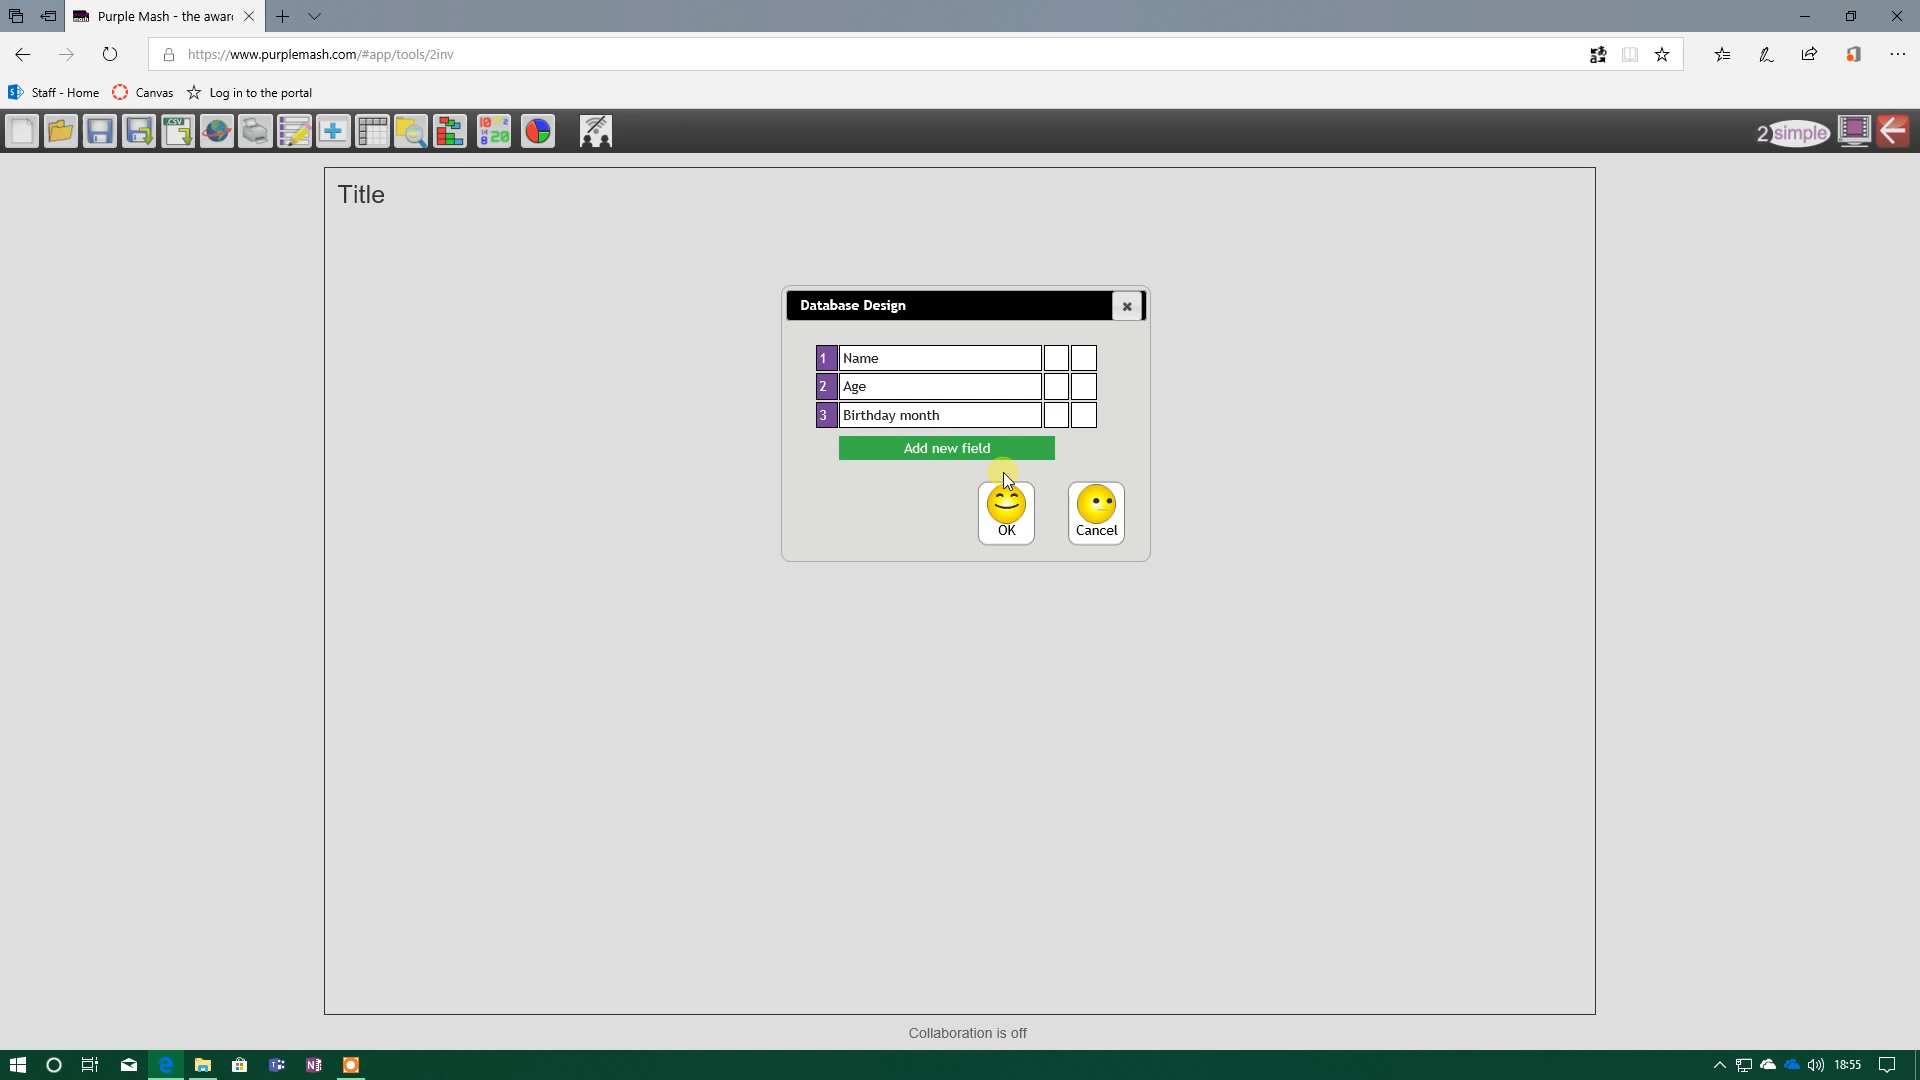 Purple Mash - the awar
https://www.purplemash.com/#app/tools/2inv
Staff - Home
Canvas
Log in to the portal
CSV
2simple
Title
Database Design
1 Name
2 Age
3 Birthday month
Add new field
OK
Cancel
Collaboration is off
18:55